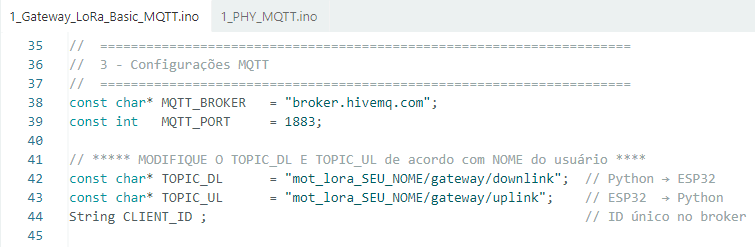 1_Gateway_LoRa_Basic_MQTT.ino 1_PHY_MQTT.ino
35 // ======================================================================
36 // 3 - Configurações MQTT
37 // ======================================================================
38 const char* MQTT_BROKER = "broker.hivemq.com";
39 const int MQTT_PORT = 1883;
40
41 // ***** MODIFIQUE O TOPIC_DL E TOPIC_UL de acordo com NOME do usuário ****
42 const char* TOPIC_DL = "mot_lora_SEU_NOME/gateway/downlink"; // Python → ESP32
43 const char* TOPIC_UL = "mot_lora_SEU_NOME/gateway/uplink"; // ESP32 → Python
44 String CLIENT_ID ; // ID único no broker
45